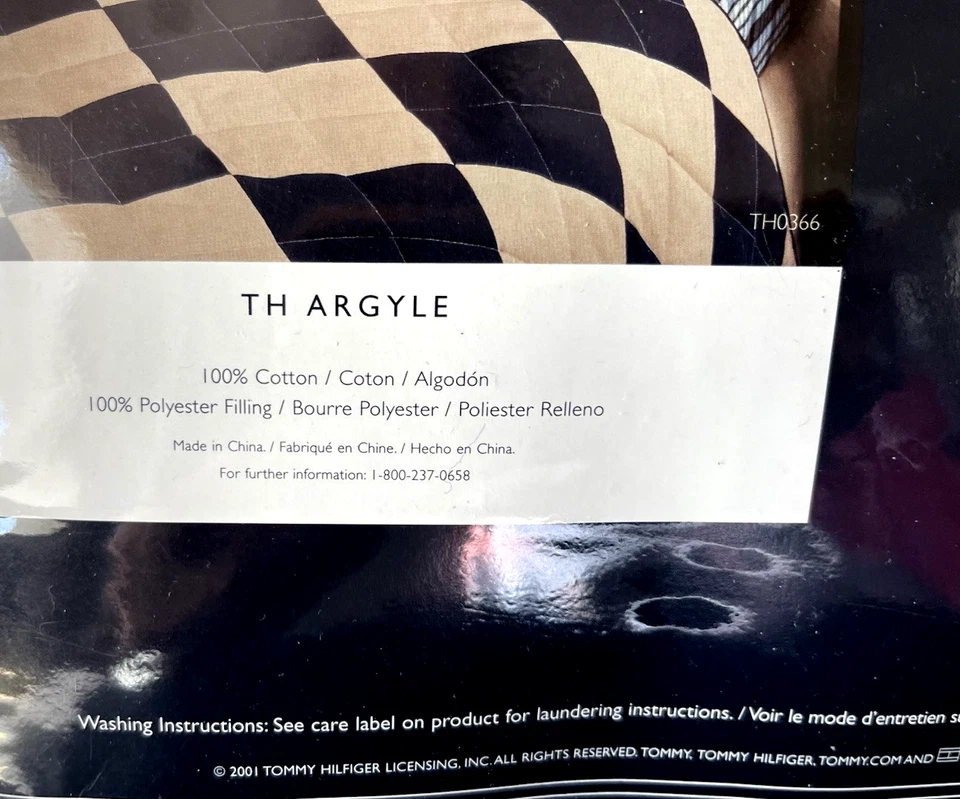 TH0366
TH ARGYLE
100% Cotton / Coton / Algodón
100% Polyester Filling / Bourre Polyester / Poliester Relleno
Made in China. / Fabriqué en Chine. / Hecho en China.
For further information: 1-800-237-0658
Washing Instructions: See care label on product for laundering instructions. / Voir le mode d'entretien
© 2001 TOMMY HILFIGER LICENSING, INC. ALL RIGHTS RESERVED. TOMMY, TOMMY HILFIGER, TOMMY.COM AND